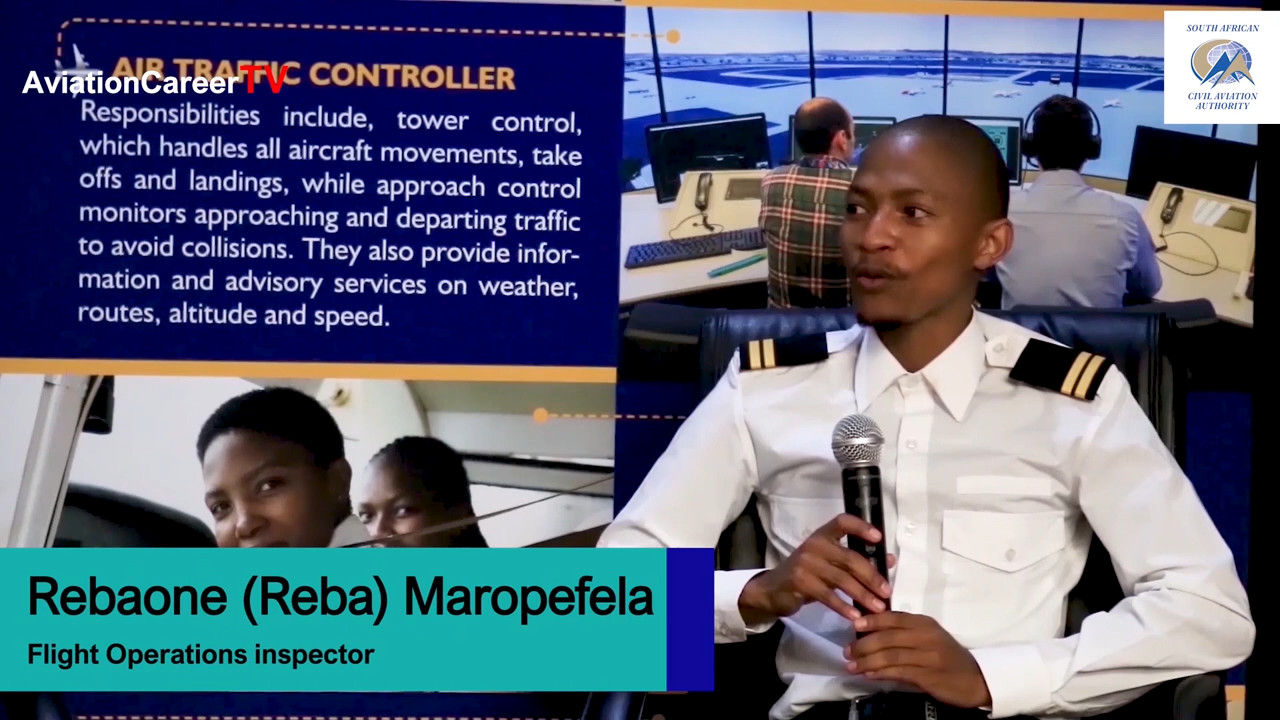 AIR TRAFFIC CONTROLLER
AviationCareerTV
Responsibilities include, tower control,
which handles all aircraft movements, take
offs and landings, while approach control
monitors approaching and departing traffic
to avoid collisions. They also provide infor-
mation and advisory services on weather,
routes, altitude and speed.
SOUTH AFRICAN
CIVIL AVIATION
AUTHORITY
Rebaone (Reba) Maropefela
Flight Operations inspector